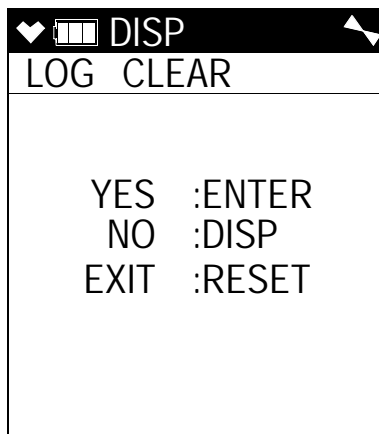 DISP
LOG CLEAR
YES :ENTER
NO :DISP
EXIT :RESET